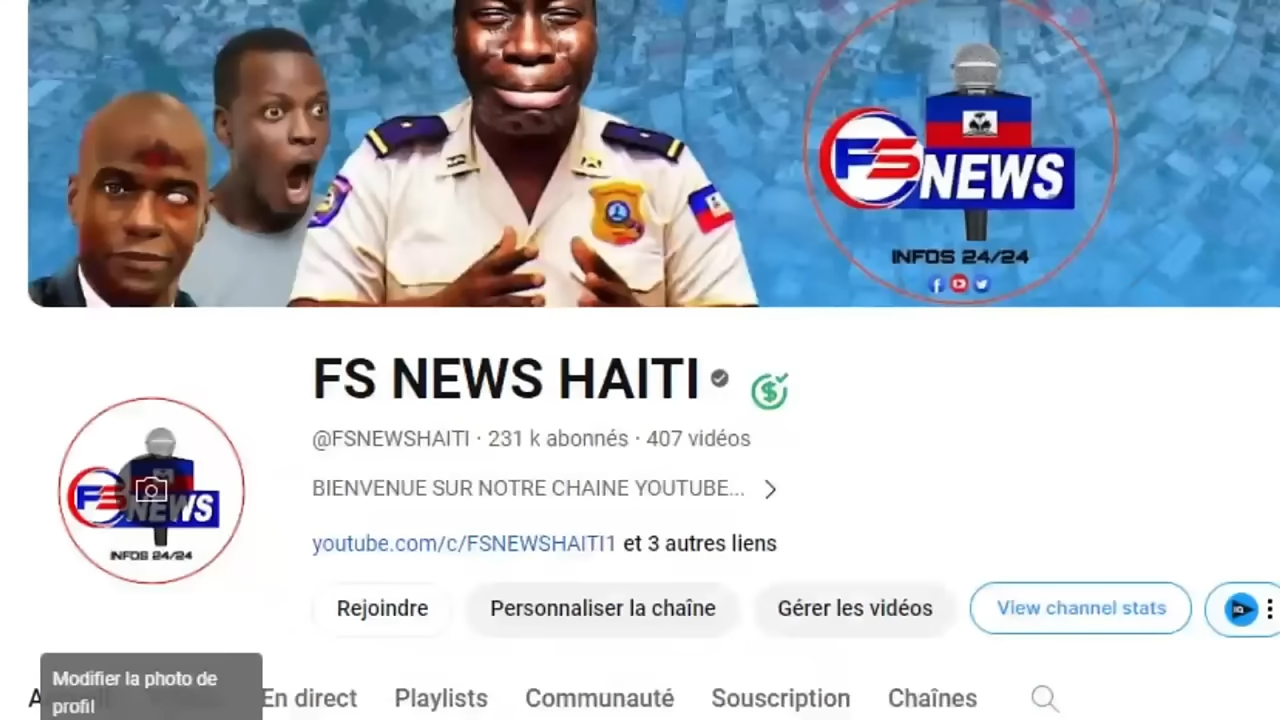 FS NEWS
INFOS 24/24
FS NEWS HAITI
@FSNEWSHAITI · 231 k abonnés · 407 vidéos
BIENVENUE SUR NOTRE CHAINE YOUTUBE...
youtube.com/c/FSNEWSHAITI1 et 3 autres liens
FS NEWS
INFOS 24/24
Rejoindre Personnaliser la chaîne Gérer les vidéos View channel stats
Modifier la photo de
profil
En direct Playlists Communauté Souscription Chaînes